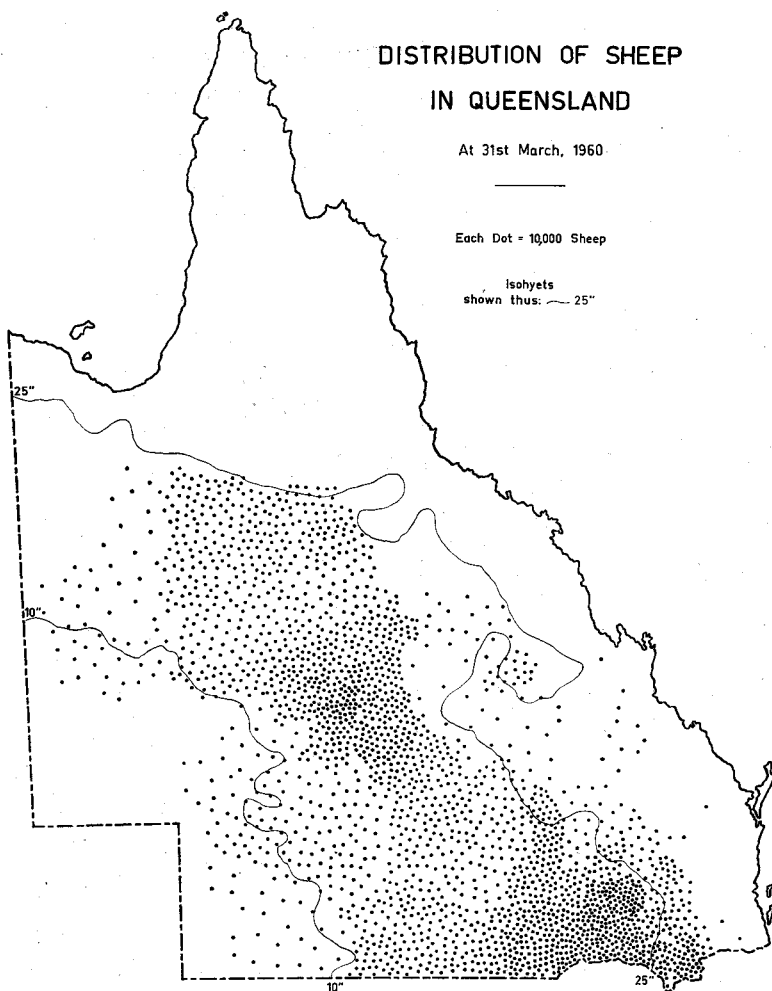 DISTRIBUTION OF SHEEP
IN QUEENSLAND
At 31st March, 1960
Each Dot = 10,000 Sheep
Isohyets
shown thus: 25"
25"
10"
10"
25"